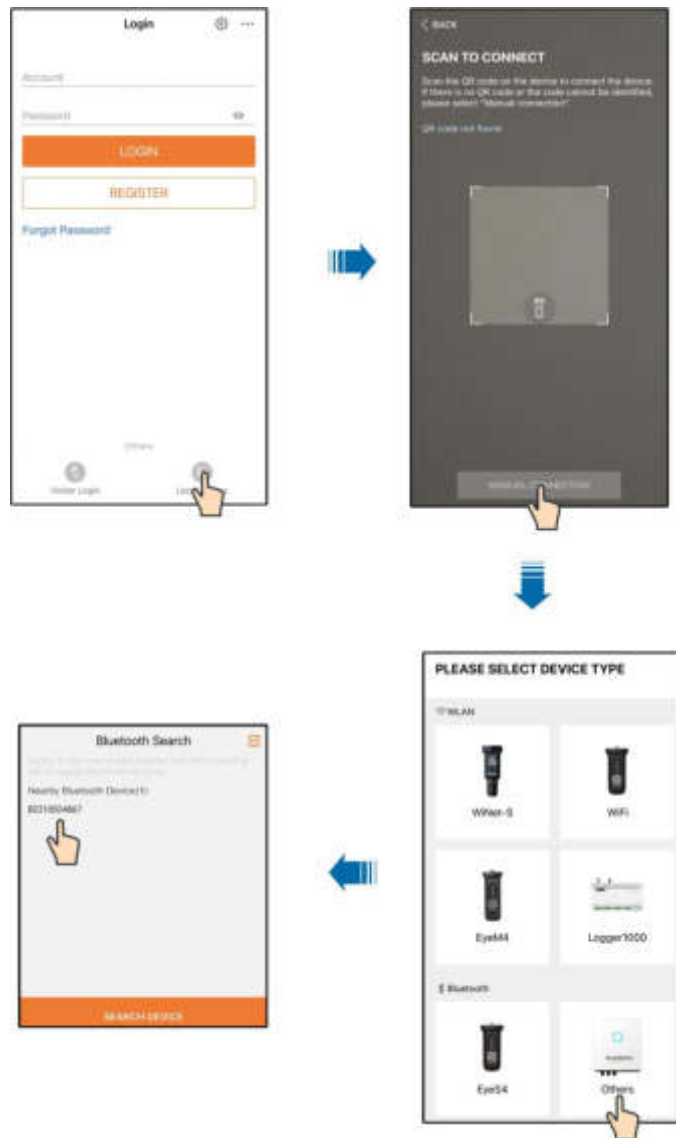 Login
Account
Password
LOGIN
REGISTER
Forgot Password
Others
Visitor Login
BACK
SCAN TO CONNECT
Scan the QR code on the device to connect the device.
If there is no QR code or the code cannot be identified,
please select "Manual connection"
QR code not found
MANUAL CONNECTION
PLEASE SELECT DEVICE TYPE
WLAN
WiNet-S
WiFi
EyeM4
Logger1000
Bluetooth
EyeS4
Others
Bluetooth Search
Nearby Bluetooth Device(1)
SEARCH DEVICE